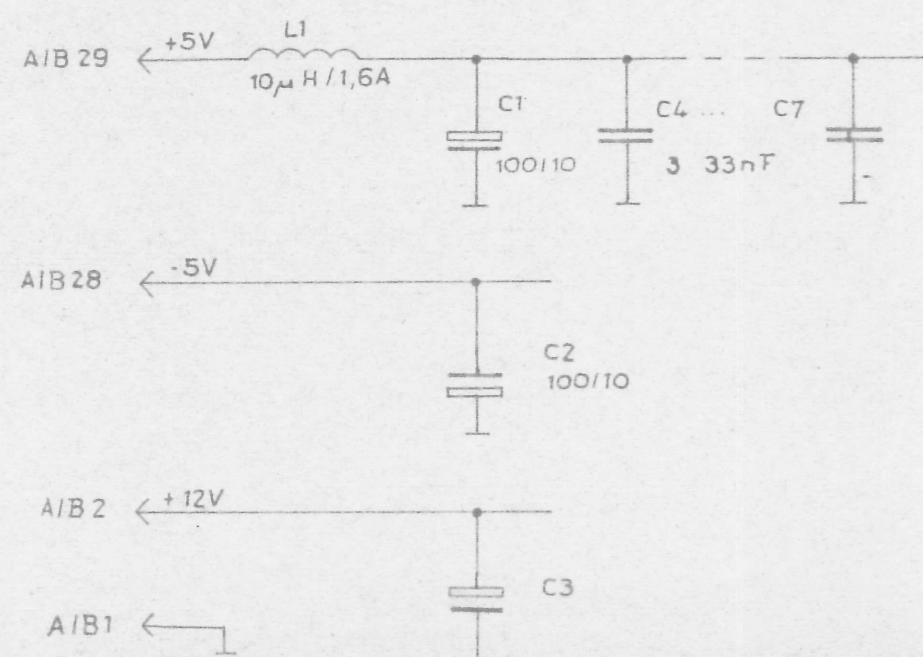 A/B 29
+5V
L1
10µH/1,6A
C1
100/10
C4 ... C7
3 33nF
A/B 28
-5V
C2
100/10
A/B 2
+12V
C3
A/B 1